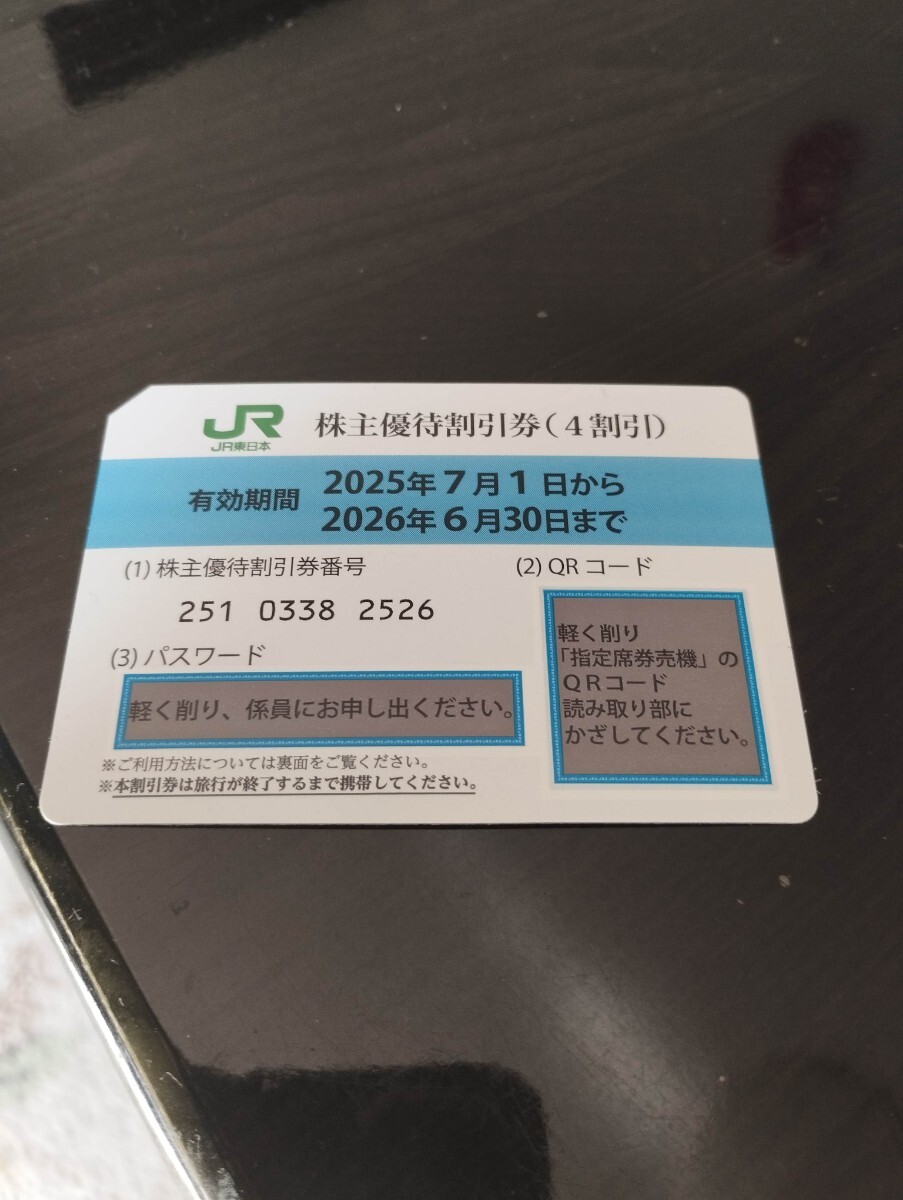 JR 株主優待割引券(4割引)
JR東日本
有効期間
2025年7月1日から
2026年6月30日まで
(1) 株主優待割引券番号
251 0338 2526
(2) QRコード
軽く削り
「指定席券売機」の
QRコード
読み取り部に
かざしてください。
(3) パスワード
軽く削り、係員にお申し出ください。
※ご利用方法については裏面をご覧ください。
※本割引券は旅行が終了するまで携帯してください。